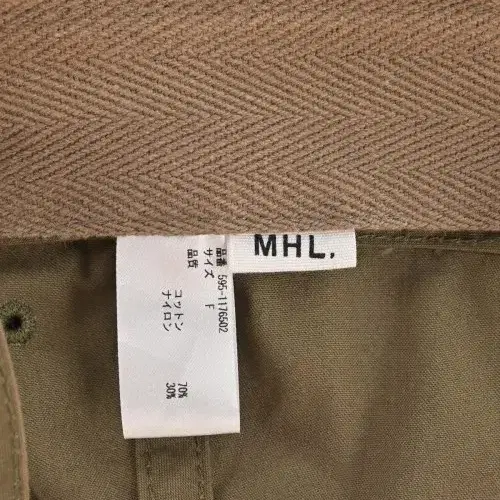 MHL.
品番 595-1176502
サイズ F
品質
コットン 70%
ナイロン 30%